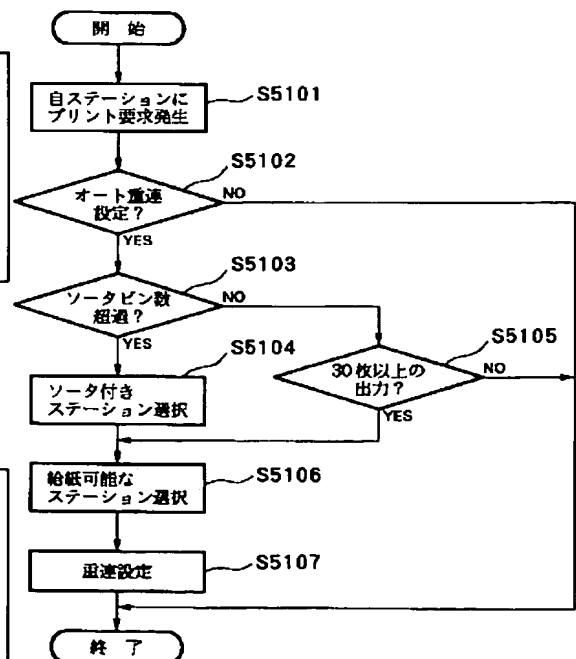 開 始
自ステーションに
プリント要求発生
S5101
オート重連
設定？
S5102
NO
YES
ソータビン数
超過？
S5103
NO
YES
ソータ付き
ステーション選択
S5104
30枚以上の
出力？
S5105
NO
YES
給紙可能な
ステーション選択
S5106
重連設定
S5107
終 了